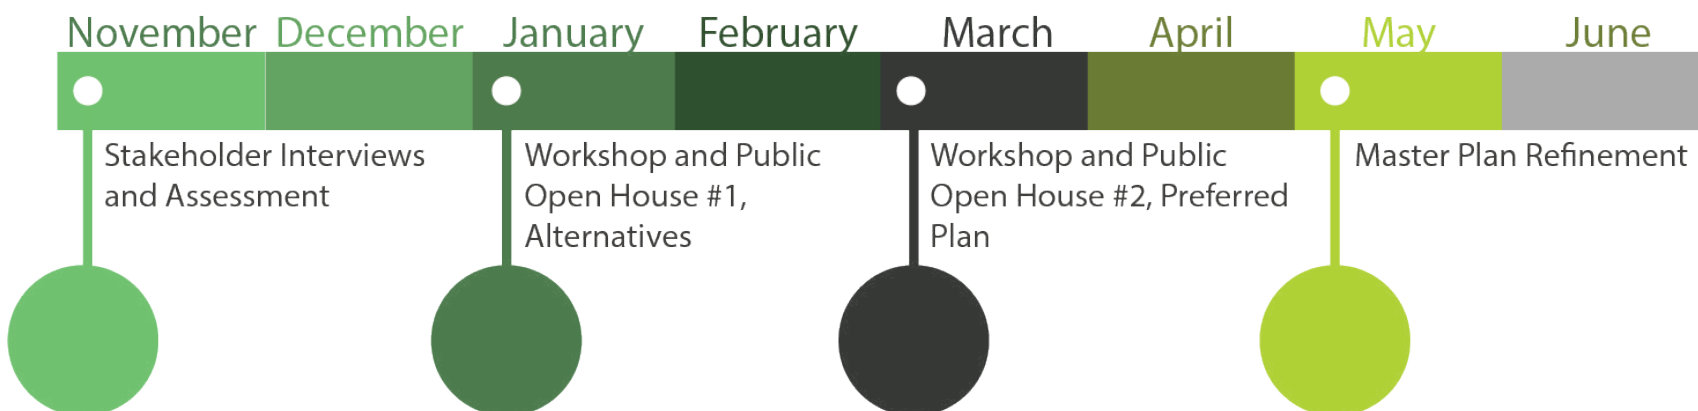 November December January February March April May June
Stakeholder Interviews
and Assessment
Workshop and Public
Open House #1,
Alternatives
Workshop and Public
Open House #2, Preferred
Plan
Master Plan Refinement